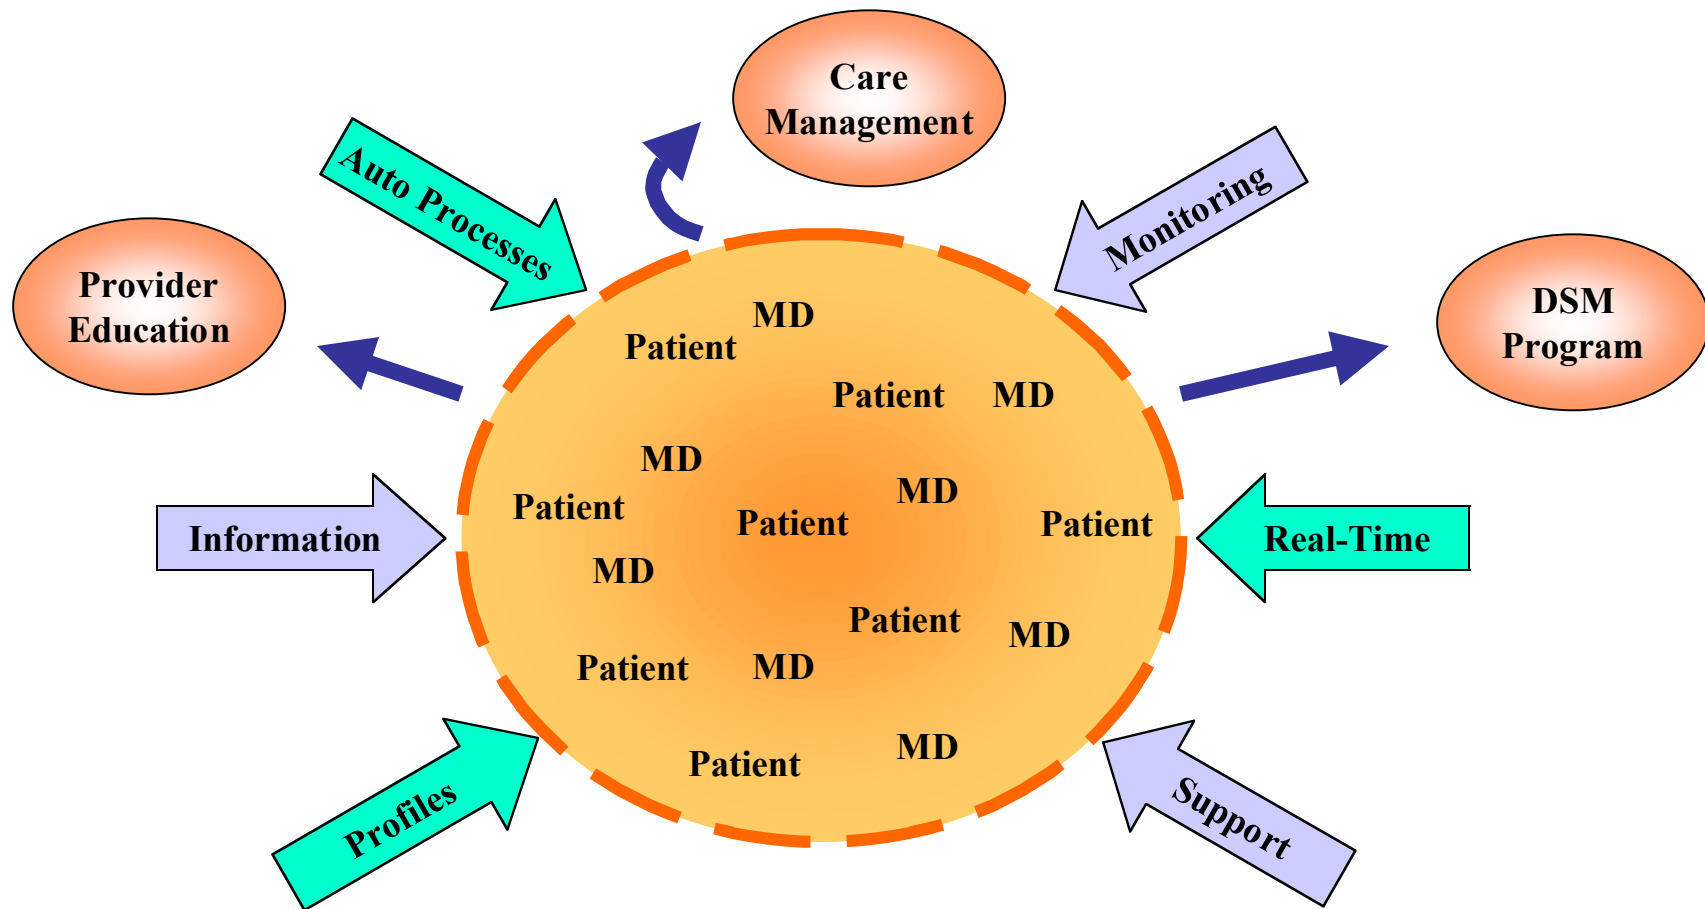 Care
Management
Auto Processes
Monitoring
Provider
Education
DSM
Program
MD
Patient
Patient
MD
MD
MD
Patient
Patient
Patient
Information
Real-Time
MD
Patient
MD
Patient
MD
MD
Patient
Profiles
Support